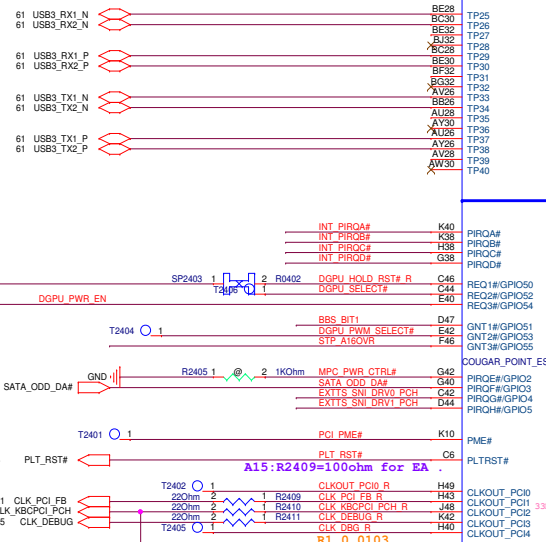 61 USB3_RX1_N BE28 TP25
61 USB3_RX2_N BC30 TP26
BE32 TP27
BJ32 TP28
61 USB3_RX1_P BC28 TP29
61 USB3_RX2_P BE30 TP30
BF32 TP31
BG32 TP32
61 USB3_TX1_N AV26 TP33
61 USB3_TX2_N BB26 TP34
AU28 TP35
AY30 TP36
61 USB3_TX1_P AU26 TP37
61 USB3_TX2_P AY26 TP38
AV28 TP39
AW30 TP40
INT_PIRQA# K40 PIRQA#
INT_PIRQB# K38 PIRQB#
INT_PIRQC# H38 PIRQC#
INT_PIRQD# G38 PIRQD#
SP2403 1 2 R0402 DGPU_HOLD_RST#_R C46 REQ1#/GPIO50
T2406 1 DGPU_SELECT# C44 REQ2#/GPIO52
DGPU_PWR_EN E40 REQ3#/GPIO54
BBS_BIT1 D47 GNT1#/GPIO51
T2404 1 DGPU_PWM_SELECT# E42 GNT2#/GPIO53
STP_A16OVR F46 GNT3#/GPIO55
COUGAR_POINT_ES
GND R2405 1 @ 2 1KOhm MPC_PWR_CTRL# G42 PIRQE#/GPIO2
SATA_ODD_DA# SATA_ODD_DA# G40 PIRQF#/GPIO3
EXTTS_SNI_DRV0_PCH C42 PIRQG#/GPIO4
EXTTS_SNI_DRV1_PCH D44 PIRQH#/GPIO5
T2401 1 PCI_PME# K10 PME#
PLT_RST# PLT_RST# C6 PLTRST#
A15:R2409=100ohm for EA .
T2402 1 CLKOUT_PCI0_R H49 CLKOUT_PCI0
1 CLK_PCI_FB 22Ohm 2 1 R2409 CLK_PCI_FB_R H43 CLKOUT_PCI1
LK_KBCPCI_PCH 22Ohm 2 1 R2410 CLK_KBCPCI_PCH_R J48 CLKOUT_PCI2 33
5 CLK_DEBUG 22Ohm 2 1 R2411 CLK_DEBUG_R K42 CLKOUT_PCI3
T2405 1 CLK_DBG_R H40 CLKOUT_PCI4
R1.0 0103